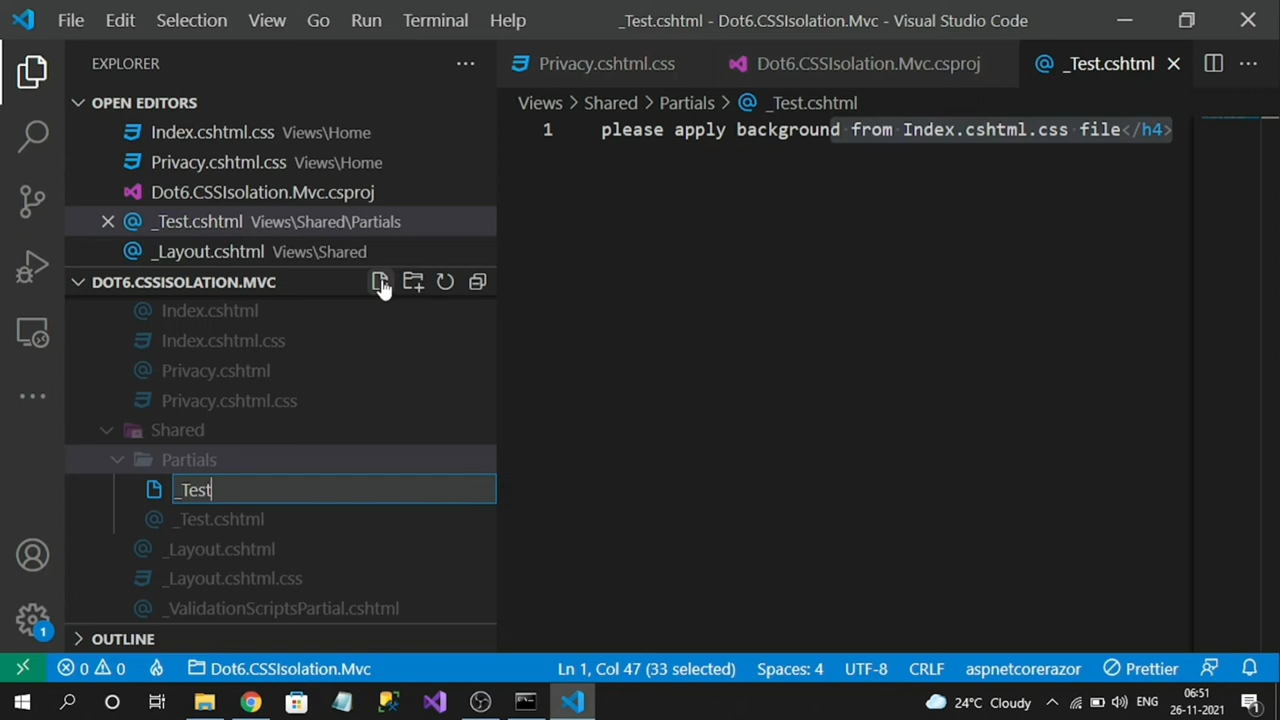 File Edit Selection View Go Run Terminal Help _Test.cshtml - Dot6.CSSIsolation.Mvc - Visual Studio Code
EXPLORER
Privacy.cshtml.css Dot6.CSSIsolation.Mvc.csproj _Test.cshtml
OPEN EDITORS
Views > Shared > Partials > _Test.cshtml
Index.cshtml.css Views\Home
1 please apply background from Index.cshtml.css file</h4>
Privacy.cshtml.css Views\Home
Dot6.CSSIsolation.Mvc.csproj
_Test.cshtml Views\Shared\Partials
_Layout.cshtml Views\Shared
DOT6.CSSISOLATION.MVC
Index.cshtml
Index.cshtml.css
Privacy.cshtml
Privacy.cshtml.css
Shared
Partials
_Test
_Test.cshtml
_Layout.cshtml
_Layout.cshtml.css
_ValidationScriptsPartial.cshtml
OUTLINE
1
0 0 Dot6.CSSIsolation.Mvc Ln 1, Col 47 (33 selected) Spaces: 4 UTF-8 CRLF aspnetcorerazor Prettier
24°C Cloudy ENG 06:51
26-11-2021 1